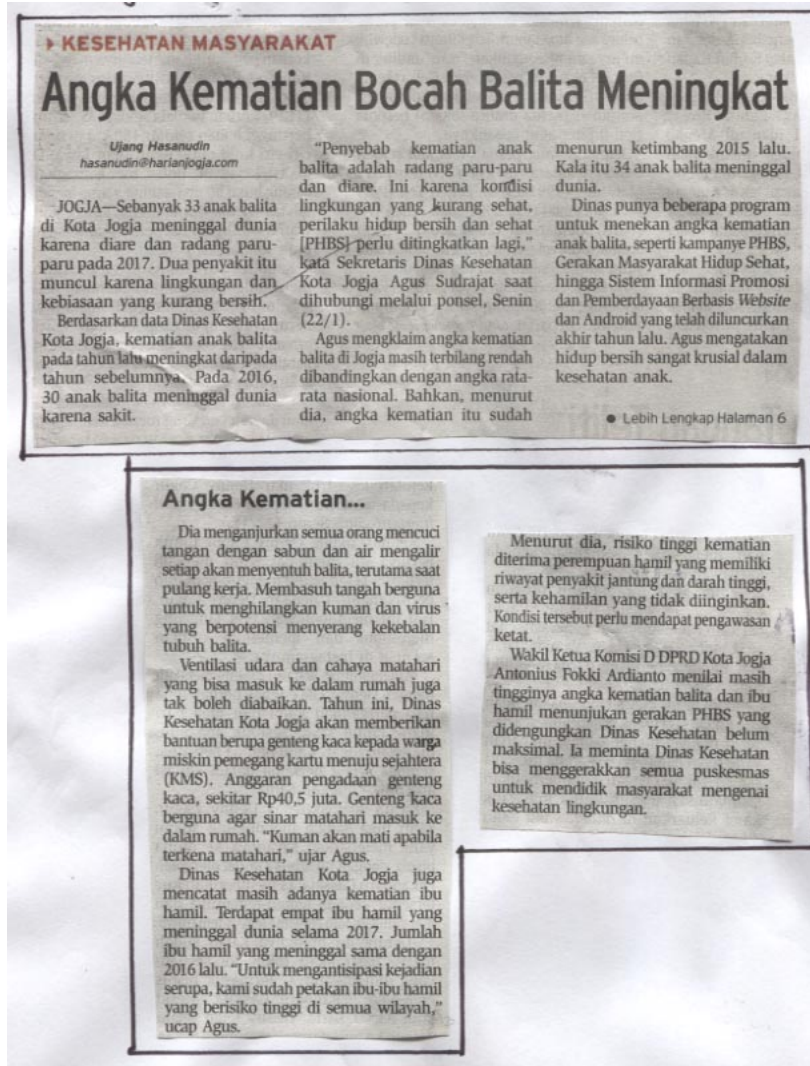 KESEHATAN MASYARAKAT
Angka Kematian Bocah Balita Meningkat
Ujang Hasanudin
hasanudin@harianjogja.com
JOGJA—Sebanyak 33 anak balita
di Kota Jogja meninggal dunia
karena diare dan radang paru-
paru pada 2017. Dua penyakit itu
muncul karena lingkungan dan
kebiasaan yang kurang bersih.
Berdasarkan data Dinas Kesehatan
Kota Jogja, kematian anak balita
pada tahun lalu meningkat daripada
tahun sebelumnya. Pada 2016,
30 anak balita meninggal dunia
karena sakit.
"Penyebab kematian anak
balita adalah radang paru-paru
dan diare. Ini karena kondisi
lingkungan yang kurang sehat,
perilaku hidup bersih dan sehat
[PHBS] perlu ditingkatkan lagi,"
kata Sekretaris Dinas Kesehatan
Kota Jogja Agus Sudrajat saat
dihubungi melalui ponsel, Senin
(22/1).
Agus mengklaim angka kematian
balita di Jogja masih terbilang rendah
dibandingkan dengan angka rata-
rata nasional. Bahkan, menurut
dia, angka kematian itu sudah
menurun ketimbang 2015 lalu.
Kala itu 34 anak balita meninggal
dunia.
Dinas punya beberapa program
untuk menekan angka kematian
anak balita, seperti kampanye PHBS,
Gerakan Masyarakat Hidup Sehat,
hingga Sistem Informasi Promosi
dan Pemberdayaan Berbasis Website
dan Android yang telah diluncurkan
akhir tahun lalu. Agus mengatakan
hidup bersih sangat krusial dalam
kesehatan anak.
● Lebih Lengkap Halaman 6
Angka Kematian...
Dia menganjurkan semua orang mencuci
tangan dengan sabun dan air mengalir
setiap akan menyentuh balita, terutama saat
pulang kerja. Membasuh tangah berguna
untuk menghilangkan kuman dan virus
yang berpotensi menyerang kekebalan
tubuh balita.
Ventilasi udara dan cahaya matahari
yang bisa masuk ke dalam rumah juga
tak boleh diabaikan. Tahun ini, Dinas
Kesehatan Kota Jogja akan memberikan
bantuan berupa genteng kaca kepada warga
miskin pemegang kartu menuju sejahtera
(KMS). Anggaran pengadaan genteng
kaca, sekitar Rp40,5 juta. Genteng kaca
berguna agar sinar matahari masuk ke
dalam rumah. "Kuman akan mati apabila
terkena matahari," ujar Agus.
Dinas Kesehatan Kota Jogja juga
mencatat masih adanya kematian ibu
hamil. Terdapat empat ibu hamil yang
meninggal dunia selama 2017. Jumlah
ibu hamil yang meninggal sama dengan
2016 lalu. "Untuk mengantisipasi kejadian
serupa, kami sudah petakan ibu-ibu hamil
yang berisiko tinggi di semua wilayah,"
ucap Agus.
Menurut dia, risiko tinggi kematian
diterima perempuan hamil yang memiliki
riwayat penyakit jantung dan darah tinggi,
serta kehamilan yang tidak diinginkan.
Kondisi tersebut perlu mendapat pengawasan
ketat.
Wakil Ketua Komisi D DPRD Kota Jogja
Antonius Fokki Ardianto menilai masih
tingginya angka kematian balita dan ibu
hamil menunjukan gerakan PHBS yang
didengungkan Dinas Kesehatan belum
maksimal. Ia meminta Dinas Kesehatan
bisa menggerakkan semua puskesmas
untuk mendidik masyarakat mengenai
kesehatan lingkungan.